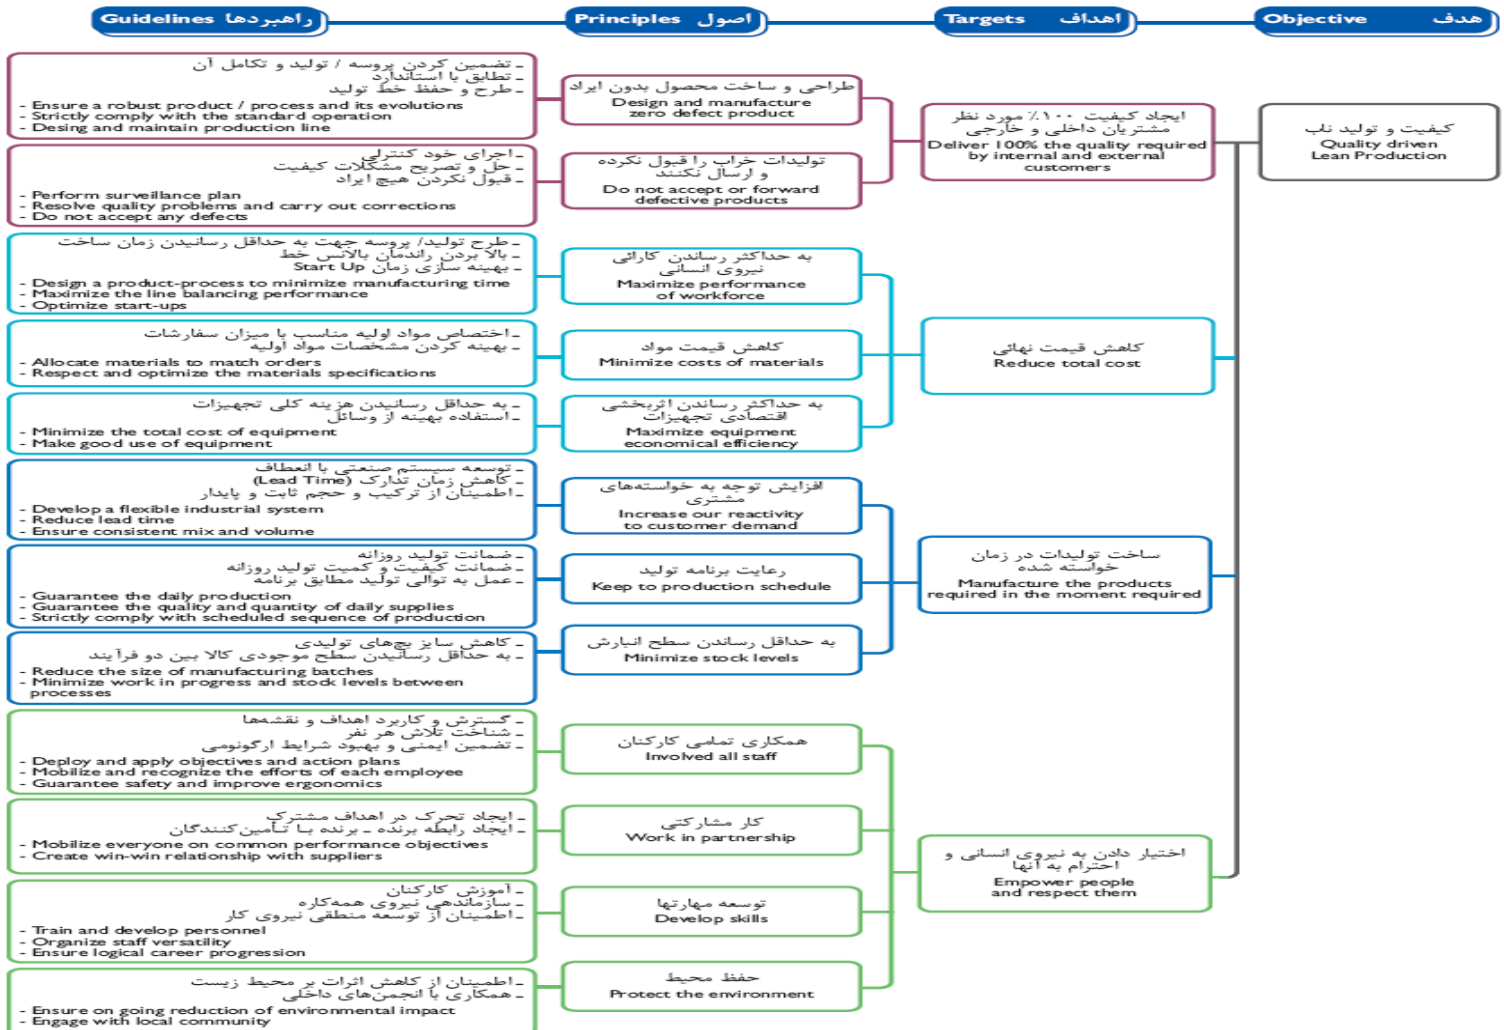 راهبردها Guidelines
اصول Principles
اهداف Targets
هدف Objective
ـ تضمین کردن پروسه / تولید و تکامل آن
ـ تطابق با استاندارد
ـ طرح و حفظ خط تولید
- Ensure a robust product / process and its evolutions
- Strictly comply with the standard operation
- Desing and maintain production line
ـ اجرای خود کنترلی
ـ حل و تصریح مشکلات کیفیت
ـ قبول نکردن هیچ ایراد
- Perform surveillance plan
- Resolve quality problems and carry out corrections
- Do not accept any defects
ـ طرح تولید/ پروسه جهت به حداقل رسانیدن زمان ساخت
ـ بالا بردن راندمان بالانس خط
ـ بهینه سازی زمان Start Up
- Design a product-process to minimize manufacturing time
- Maximize the line balancing performance
- Optimize start-ups
ـ اختصاص مواد اولیه مناسب با میزان سفارشات
ـ بهینه کردن مشخصات مواد اولیه
- Allocate materials to match orders
- Respect and optimize the materials specifications
ـ به حداقل رسانیدن هزینه کلی تجهیزات
ـ استفاده بهینه از وسائل
- Minimize the total cost of equipment
- Make good use of equipment
ـ توسعه سیستم صنعتی با انعطاف
ـ کاهش زمان تدارک (Lead Time)
ـ اطمینان از ترکیب و حجم ثابت و پایدار
- Develop a flexible industrial system
- Reduce lead time
- Ensure consistent mix and volume
ـ ضمانت تولید روزانه
ـ ضمانت کیفیت و کمیت تولید روزانه
ـ عمل به توالی تولید مطابق برنامه
- Guarantee the daily production
- Guarantee the quality and quantity of daily supplies
- Strictly comply with scheduled sequence of production
ـ کاهش سایز بچ‌های تولیدی
ـ به حداقل رسانیدن سطح موجودی کالا بین دو فرآیند
- Reduce the size of manufacturing batches
- Minimize work in progress and stock levels between
processes
ـ گسترش و کاربرد اهداف و نقشه‌ها
ـ شناخت تلاش هر نفر
ـ تضمین ایمنی و بهبود شرایط ارگونومی
- Deploy and apply objectives and action plans
- Mobilize and recognize the efforts of each employee
- Guarantee safety and improve ergonomics
ـ ایجاد تحرک در اهداف مشترک
ـ ایجاد رابطه برنده ـ برنده با تأمین‌کنندگان
- Mobilize everyone on common performance objectives
- Create win-win relationship with suppliers
ـ آموزش کارکنان
ـ سازماندهی نیروی همه‌کاره
ـ اطمینان از توسعه منطقی نیروی کار
- Train and develop personnel
- Organize staff versatility
- Ensure logical career progression
ـ اطمینان از کاهش اثرات بر محیط زیست
ـ همکاری با انجمن‌های داخلی
- Ensure on going reduction of environmental impact
- Engage with local community
طراحی و ساخت محصول بدون ایراد
Design and manufacture
zero defect product
تولیدات خراب را قبول نکرده
و ارسال نکنند
Do not accept or forward
defective products
به حداکثر رساندن کارائی
نیروی انسانی
Maximize performance
of workforce
کاهش قیمت مواد
Minimize costs of materials
به حداکثر رساندن اثربخشی
اقتصادی تجهیزات
Maximize equipment
economical efficiency
افزایش توجه به خواسته‌های
مشتری
Increase our reactivity
to customer demand
رعایت برنامه تولید
Keep to production schedule
به حداقل رساندن سطح انبارش
Minimize stock levels
همکاری تمامی کارکنان
Involved all staff
کار مشارکتی
Work in partnership
توسعه مهارتها
Develop skills
حفظ محیط
Protect the environment
ایجاد کیفیت ۱۰۰٪ مورد نظر
مشتریان داخلی و خارجی
Deliver 100% the quality required
by internal and external
customers
کاهش قیمت نهائی
Reduce total cost
ساخت تولیدات در زمان
خواسته شده
Manufacture the products
required in the moment required
اختیار دادن به نیروی انسانی و
احترام به آنها
Empower people
and respect them
کیفیت و تولید ناب
Quality driven
Lean Production